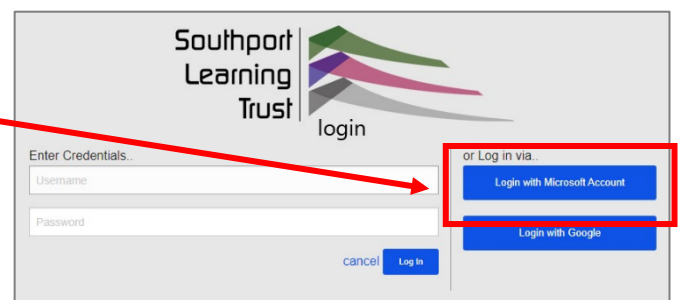 Southport
Learning
Trust
login
Enter Credentials..
Username
Password
cancel
Log In
or Log in via..
Login with Microsoft Account
Login with Google